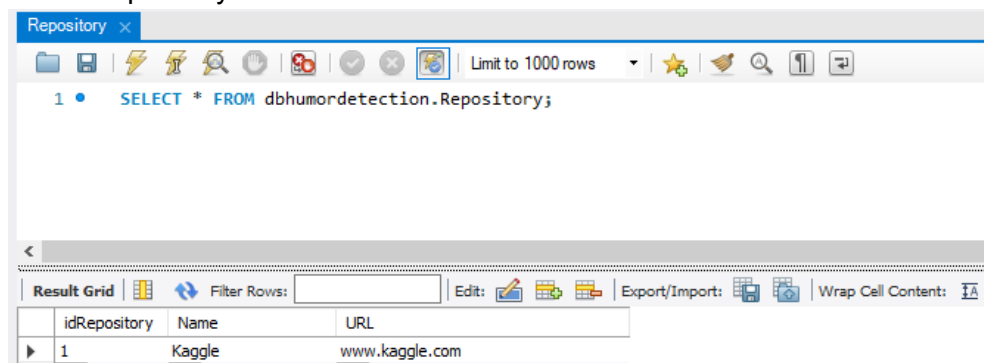 Repository ×
Limit to 1000 rows
1 SELECT * FROM dbhumordetection.Repository;
Result Grid Filter Rows: Edit: Export/Import: Wrap Cell Content: IA
idRepository Name URL
1 Kaggle www.kaggle.com